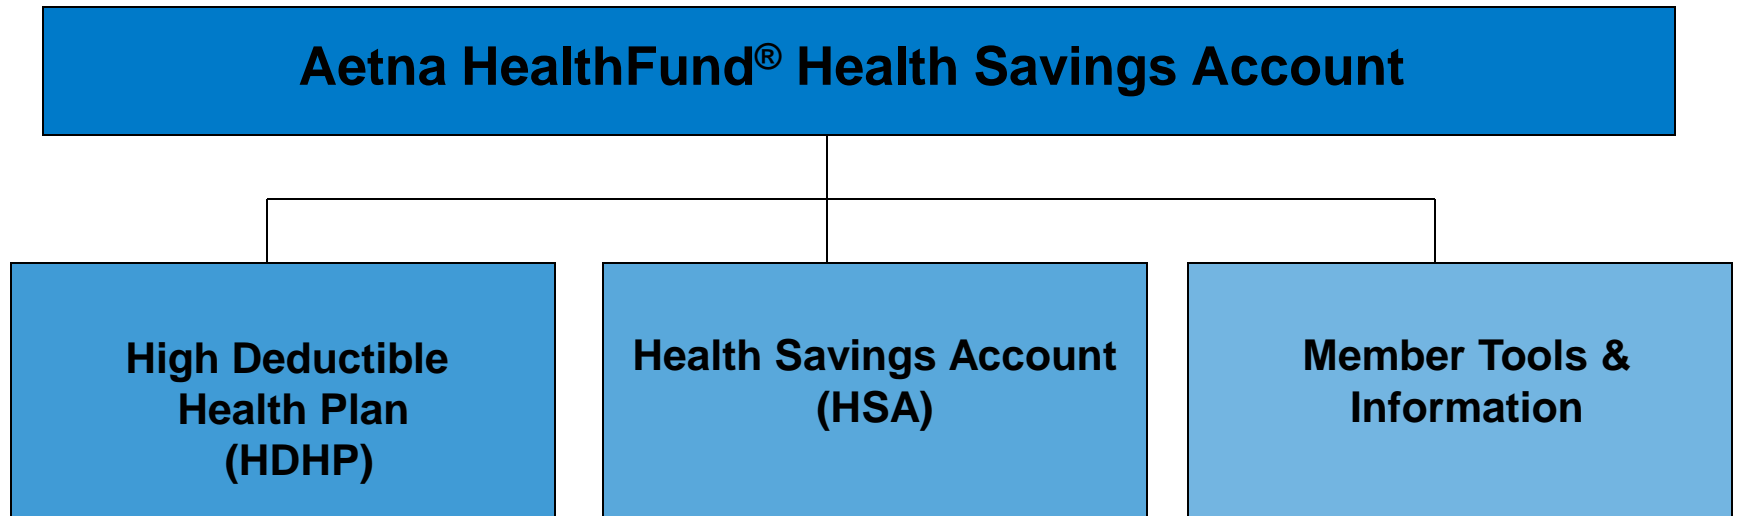 Aetna HealthFund® Health Savings Account
High Deductible
Health Plan
(HDHP)
Health Savings Account
(HSA)
Member Tools &
Information